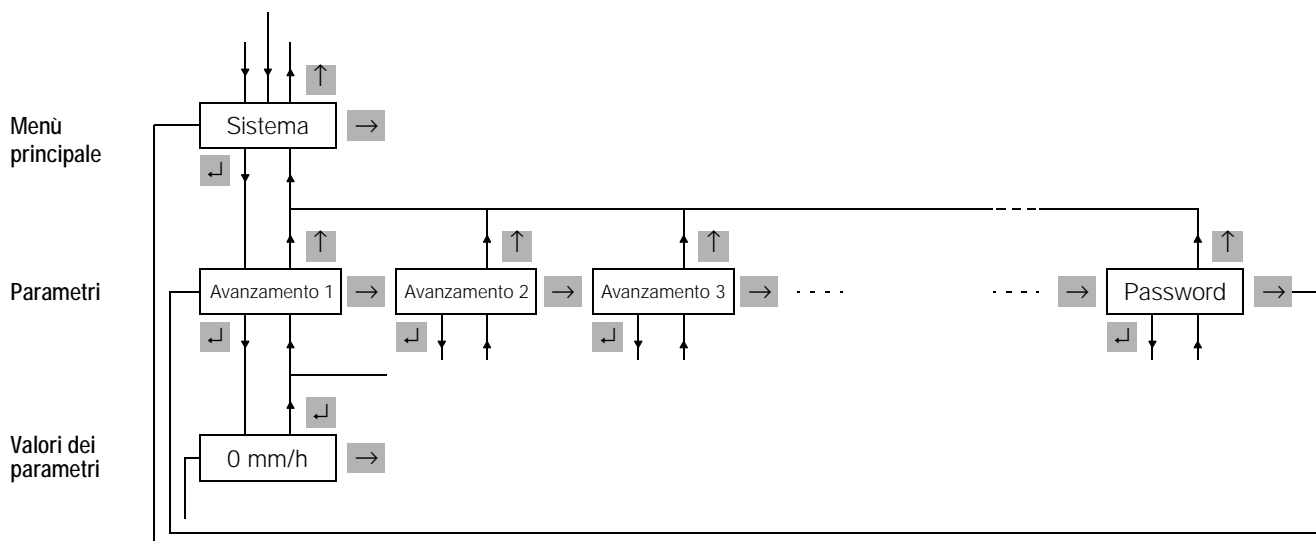 ↑
Menù
principale
Sistema →
↵
↑ ↑ ↑ ↑
Parametri
Avanzamento 1 → Avanzamento 2 → Avanzamento 3 → → Password →
↵ ↵ ↵ ↵
↵
Valori dei
parametri
0 mm/h →